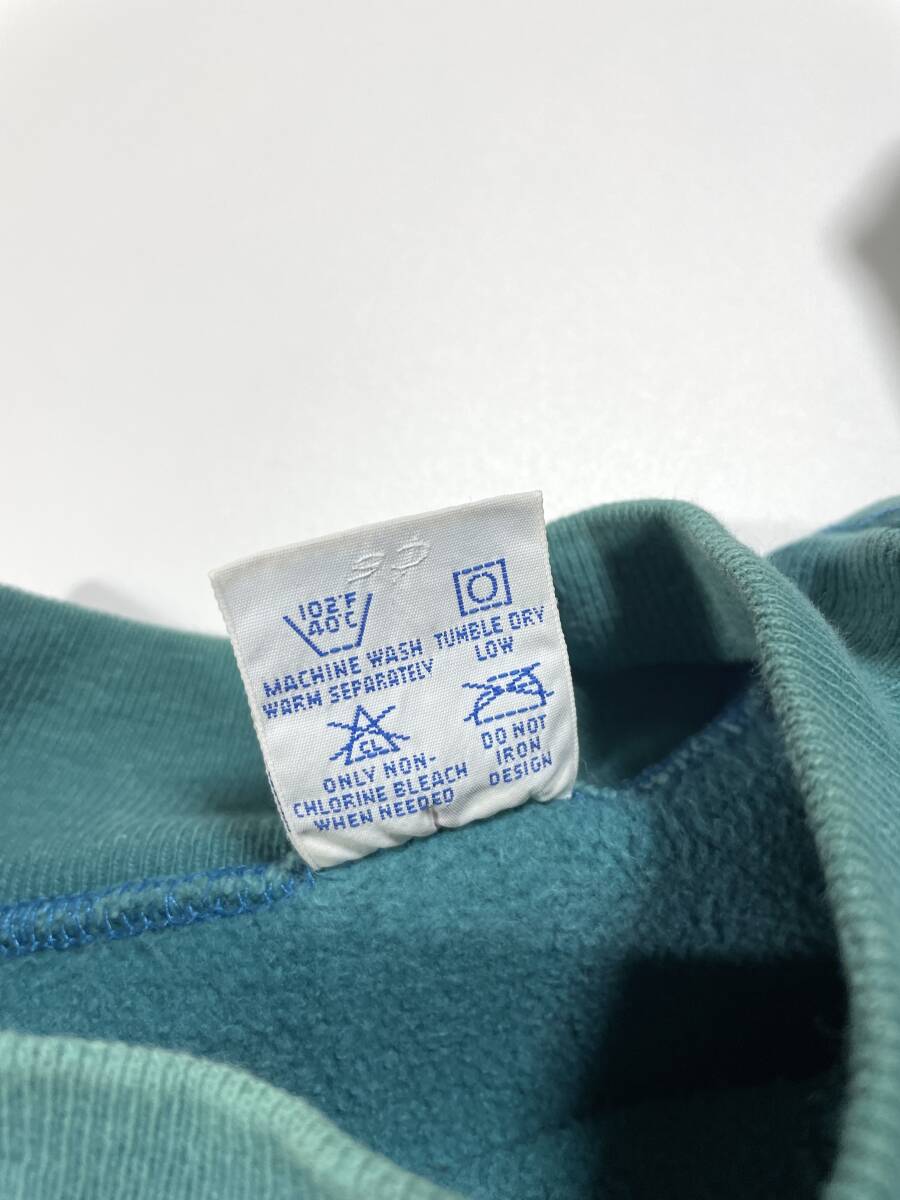 102°F
40°C
MACHINE WASH
WARM SEPARATELY
TUMBLE DRY
LOW
CL
ONLY NON-
CHLORINE BLEACH
WHEN NEEDED
DO NOT
IRON
DESIGN